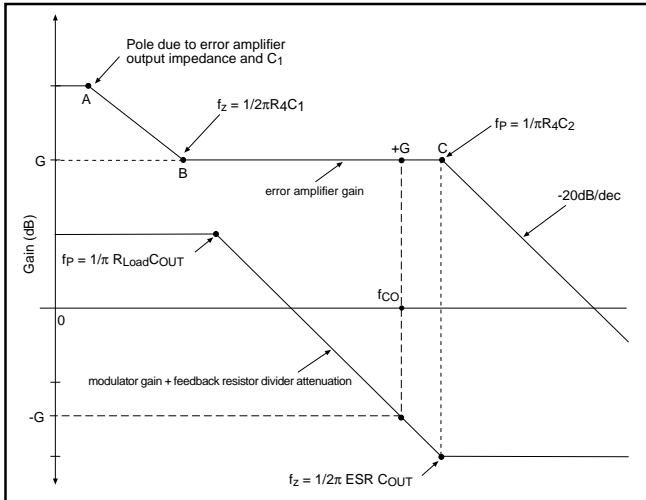 Pole due to error amplifier
output impedance and C1
A
fz = 1/2πR4C1
fP = 1/πR4C2
+G
C
G
B
error amplifier gain
-20dB/dec
Gain (dB)
fP = 1/π RLoadCOUT
fCO
0
modulator gain + feedback resistor divider attenuation
-G
fz = 1/2π ESR COUT